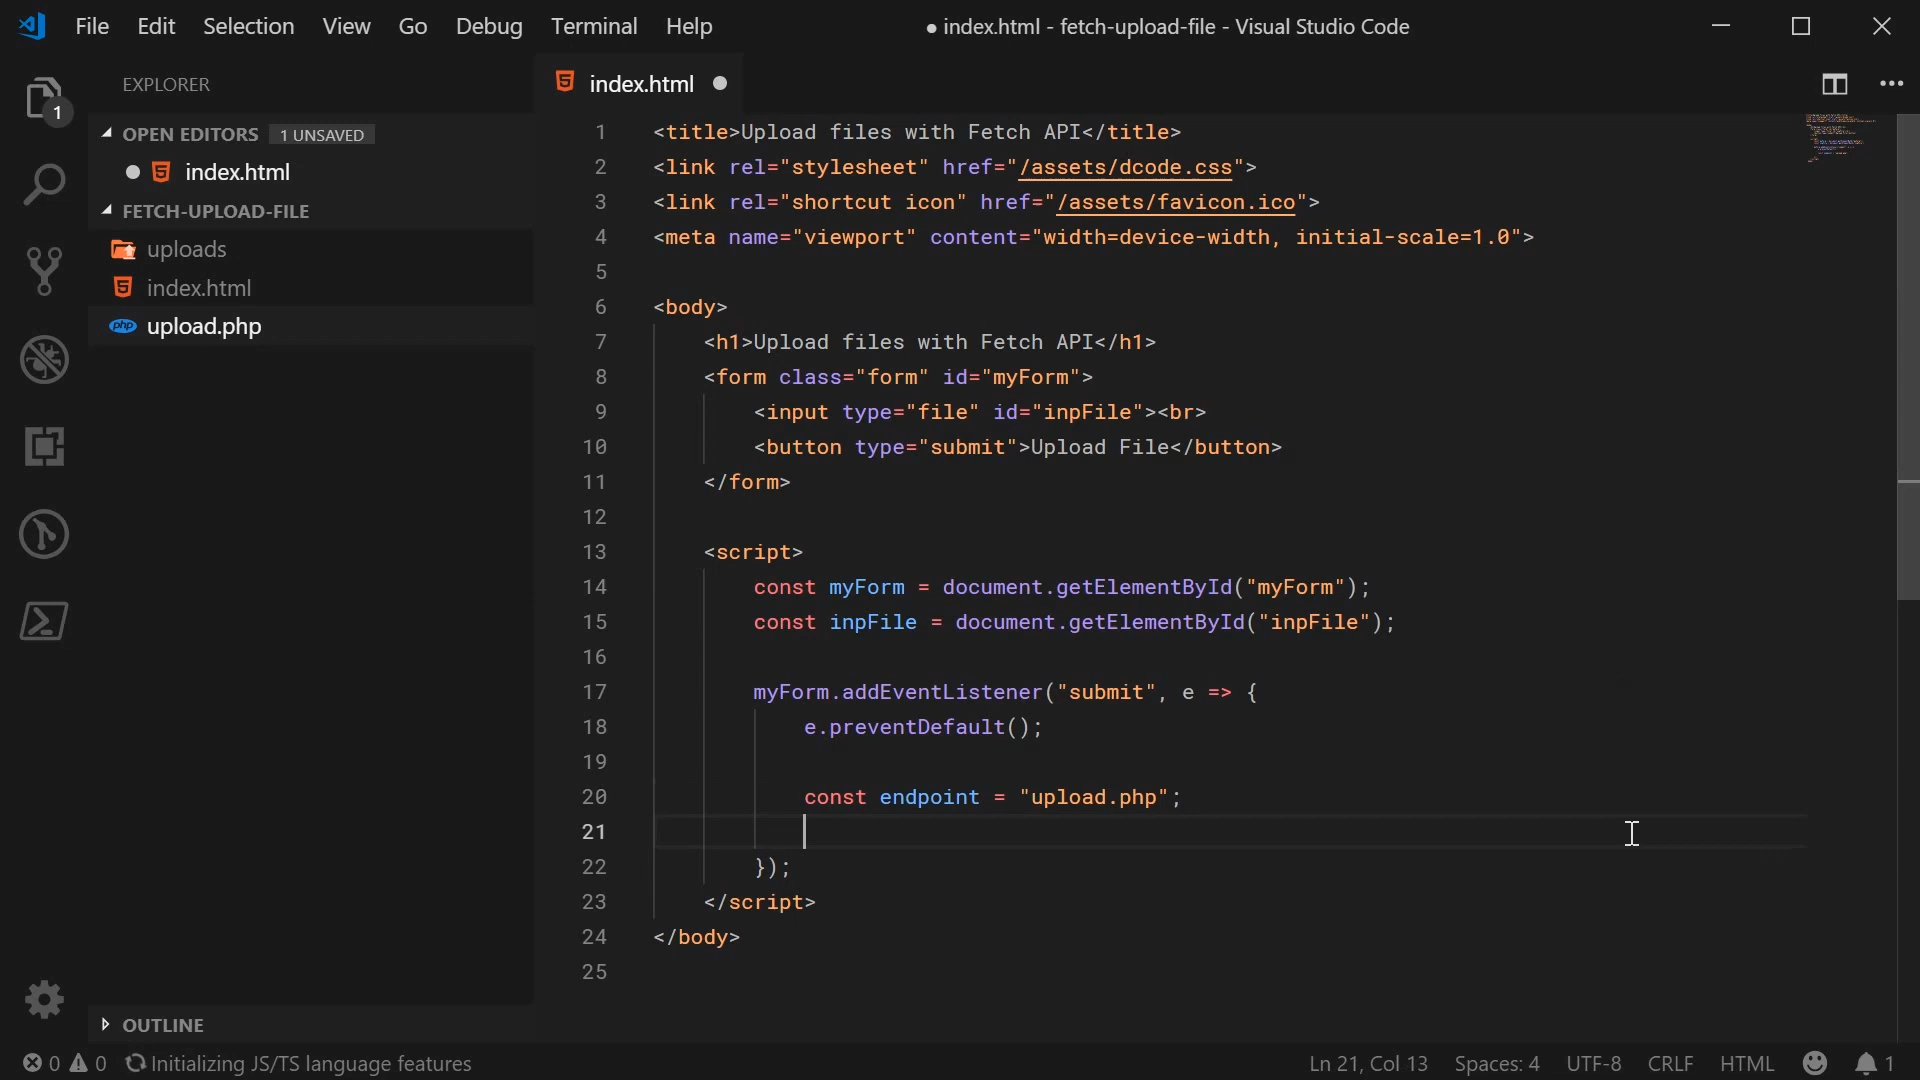 File Edit Selection View Go Debug Terminal Help
● index.html - fetch-upload-file - Visual Studio Code
1
EXPLORER
OPEN EDITORS 1 UNSAVED
index.html
FETCH-UPLOAD-FILE
uploads
index.html
php upload.php
OUTLINE
index.html
1 <title>Upload files with Fetch API</title>
2 <link rel="stylesheet" href="/assets/dcode.css">
3 <link rel="shortcut icon" href="/assets/favicon.ico">
4 <meta name="viewport" content="width=device-width, initial-scale=1.0">
5
6 <body>
7 <h1>Upload files with Fetch API</h1>
8 <form class="form" id="myForm">
9 <input type="file" id="inpFile"><br>
10 <button type="submit">Upload File</button>
11 </form>
12
13 <script>
14 const myForm = document.getElementById("myForm");
15 const inpFile = document.getElementById("inpFile");
16
17 myForm.addEventListener("submit", e => {
18 e.preventDefault();
19
20 const endpoint = "upload.php";
21
22 });
23 </script>
24 </body>
25
0 0 Initializing JS/TS language features
Ln 21, Col 13 Spaces: 4 UTF-8 CRLF HTML 1